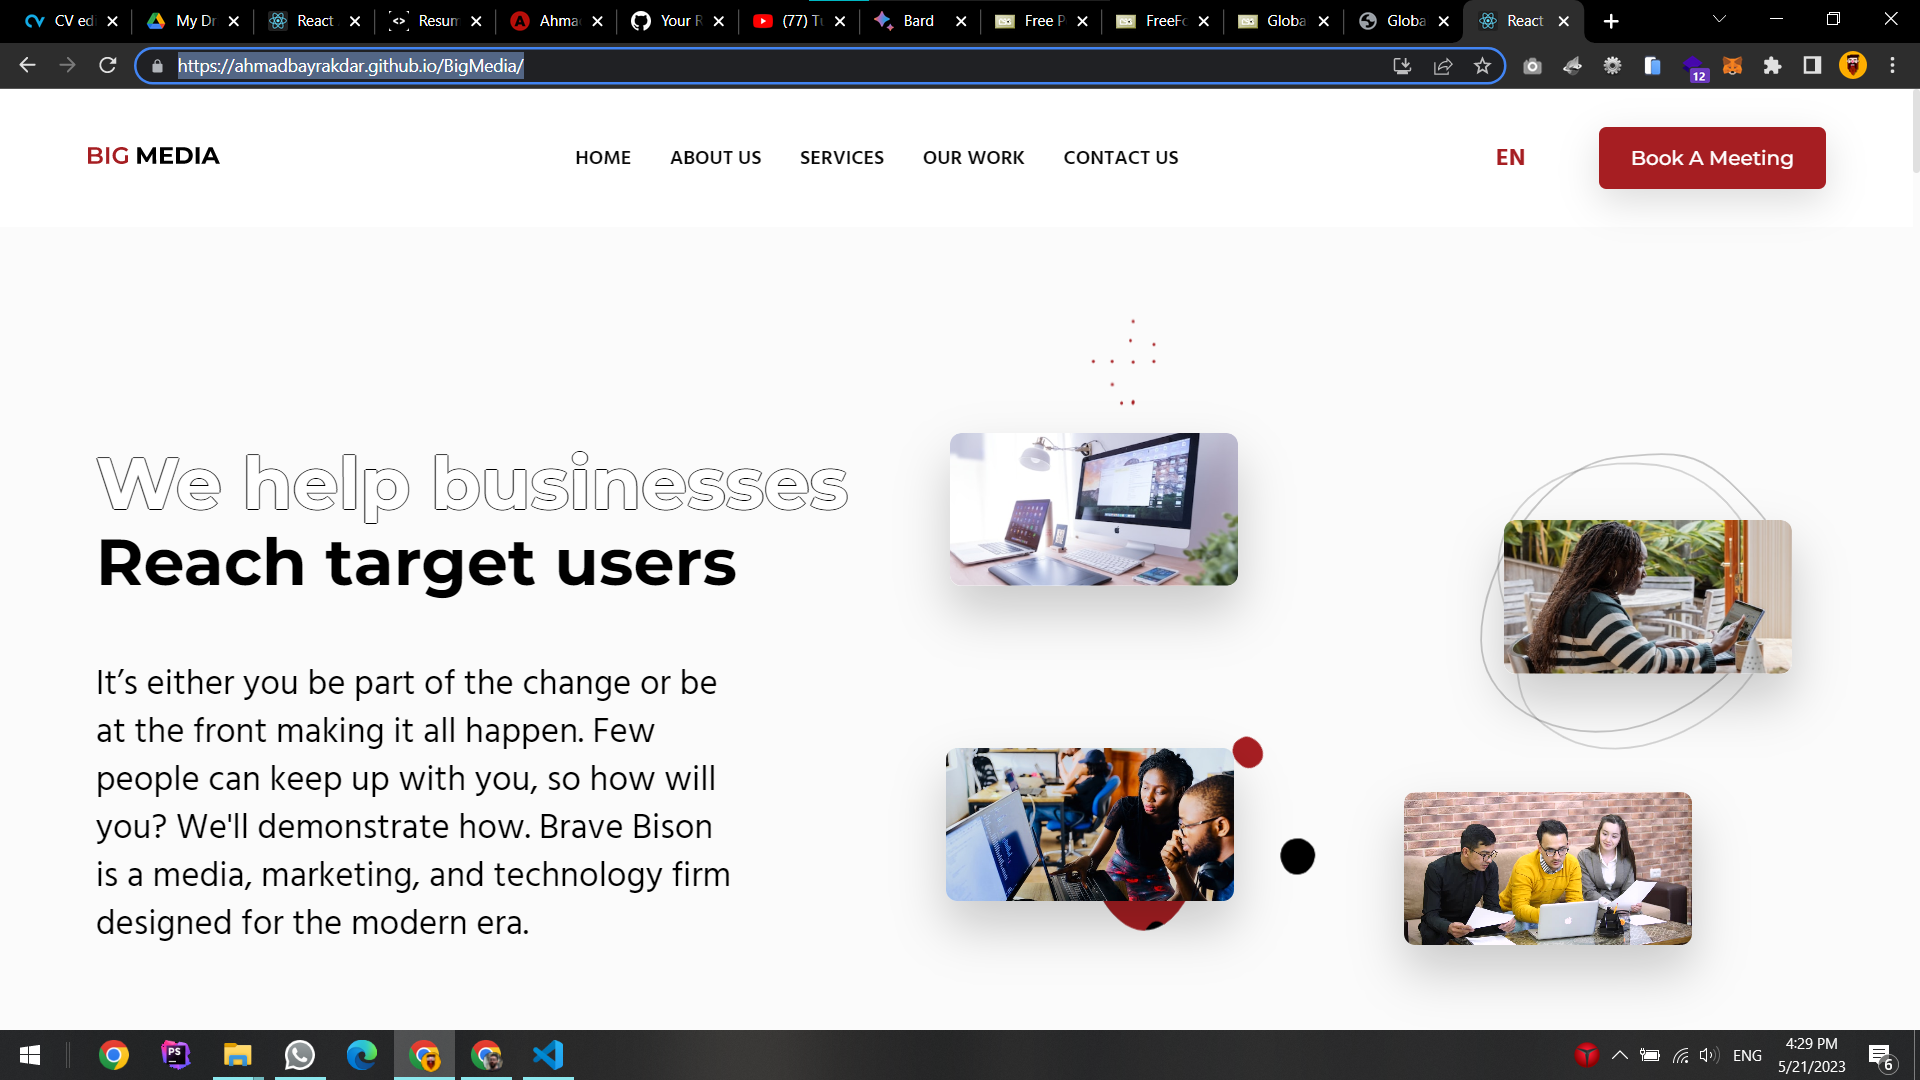 CV ed
My Dr
React
Resum
Ahma
Your R
(77) Tu
Bard
Free P
FreeFo
Globa
Globa
React
https://ahmadbayrakdar.github.io/BigMedia/
12
BIG MEDIA
HOME
ABOUT US
SERVICES
OUR WORK
CONTACT US
EN
Book A Meeting
We help businesses
Reach target users
It’s either you be part of the change or be
at the front making it all happen. Few
people can keep up with you, so how will
you? We'll demonstrate how. Brave Bison
is a media, marketing, and technology firm
designed for the modern era.
PS
ENG
4:29 PM
5/21/2023
6